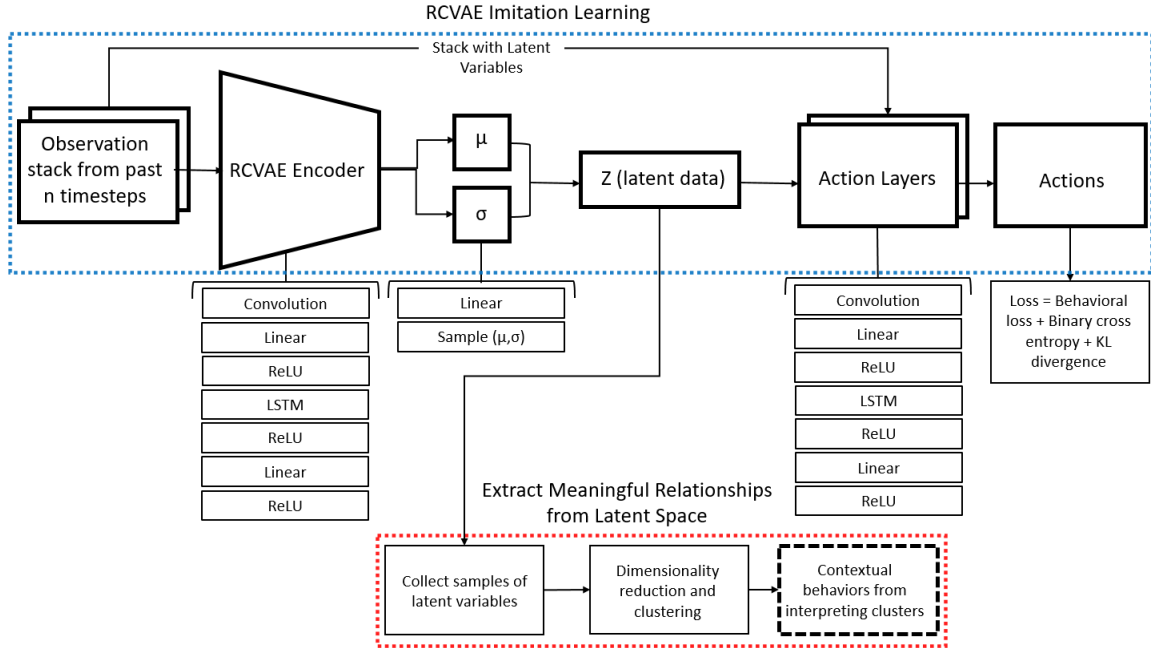 RCVAE Imitation Learning
Stack with Latent
Variables
Observation
stack from past
n timesteps
RCVAE Encoder
μ
σ
Z (latent data)
Action Layers
Actions
Convolution
Linear
ReLU
LSTM
ReLU
Linear
ReLU
Linear
Sample (μ,σ)
Convolution
Linear
ReLU
LSTM
ReLU
Linear
ReLU
Loss = Behavioral
loss + Binary cross
entropy + KL
divergence
Extract Meaningful Relationships
from Latent Space
Collect samples of
latent variables
Dimensionality
reduction and
clustering
Contextual
behaviors from
interpreting clusters